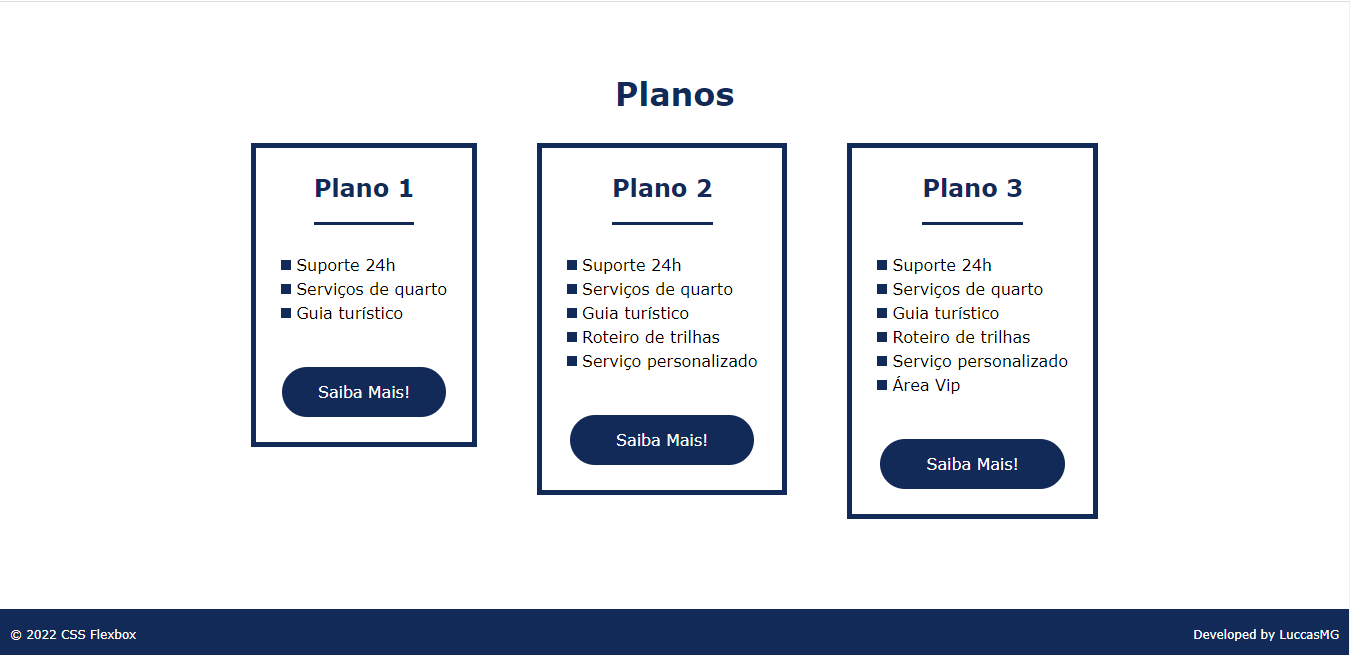 Planos
Plano 1
Suporte 24h
Serviços de quarto
Guia turístico
Saiba Mais!
Plano 2
Suporte 24h
Serviços de quarto
Guia turístico
Roteiro de trilhas
Serviço personalizado
Saiba Mais!
Plano 3
Suporte 24h
Serviços de quarto
Guia turístico
Roteiro de trilhas
Serviço personalizado
Área Vip
Saiba Mais!
© 2022 CSS Flexbox
Developed by LuccasMG